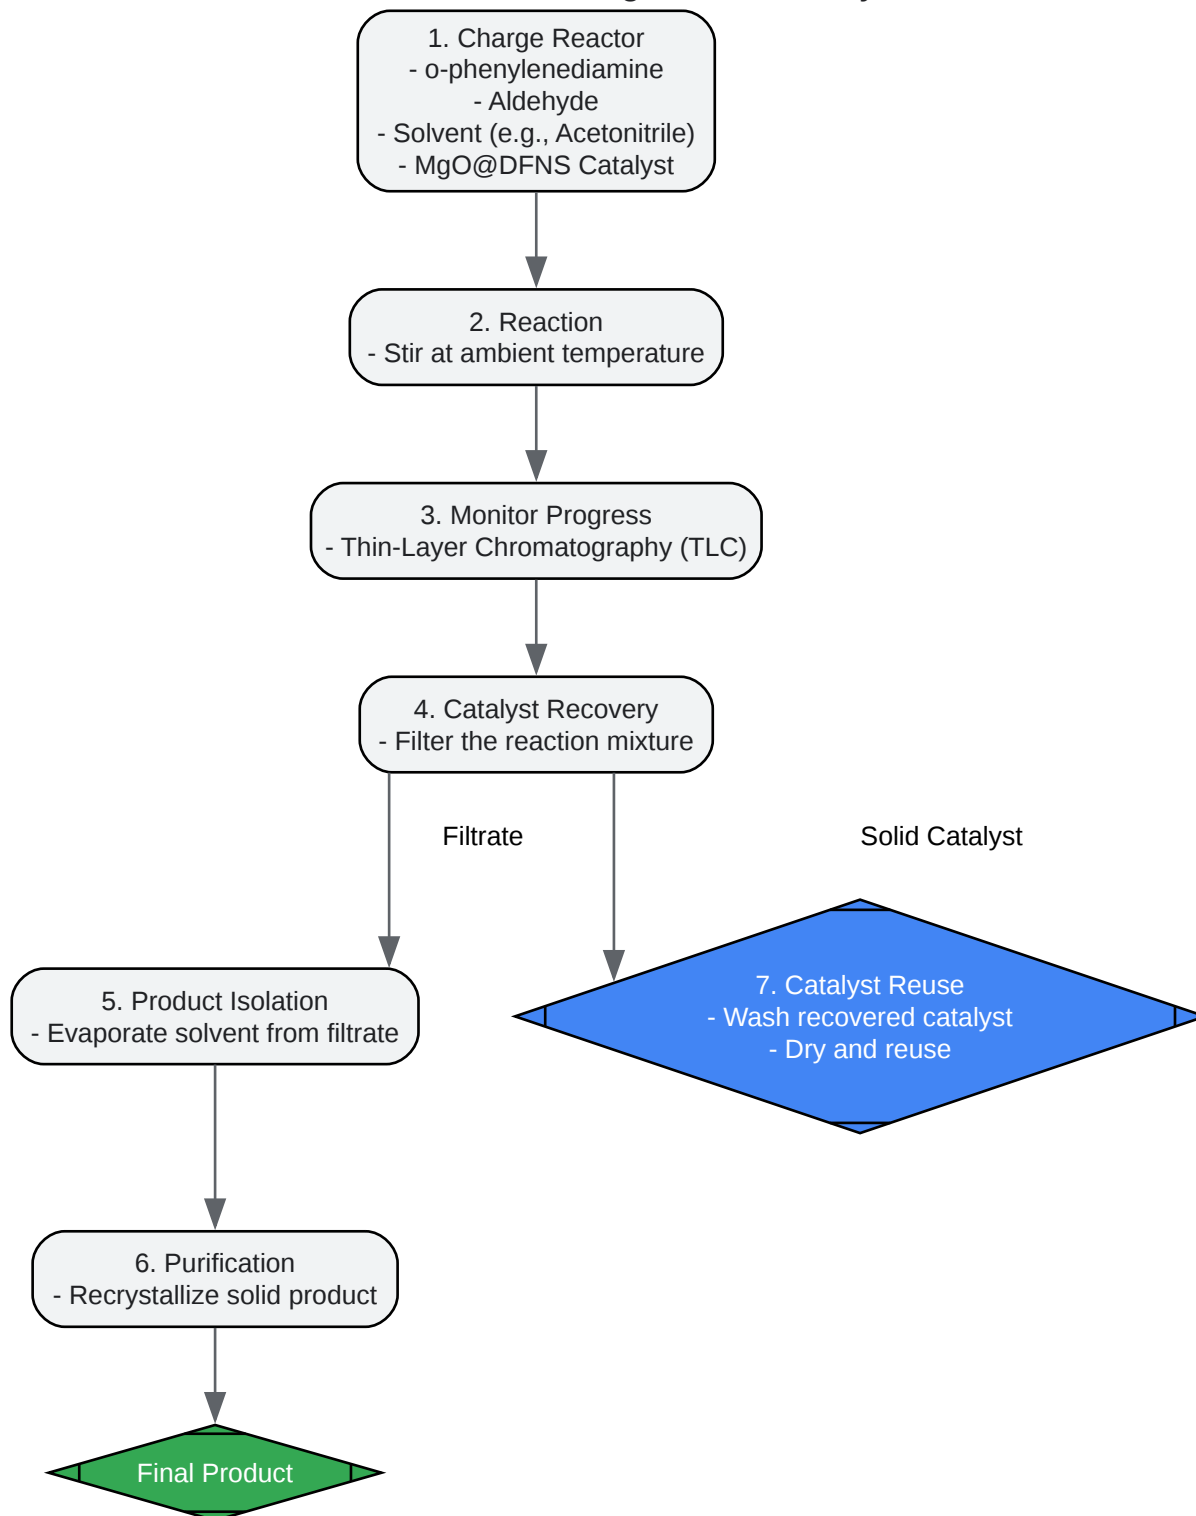 1. Charge Reactor
- o-phenylenediamine
- Aldehyde
- Solvent (e.g., Acetonitrile)
- MgO@DFNS Catalyst
2. Reaction
- Stir at ambient temperature
3. Monitor Progress
- Thin-Layer Chromatography (TLC)
4. Catalyst Recovery
- Filter the reaction mixture
Filtrate
Solid Catalyst
5. Product Isolation
- Evaporate solvent from filtrate
7. Catalyst Reuse
- Wash recovered catalyst
- Dry and reuse
6. Purification
- Recrystallize solid product
Final Product